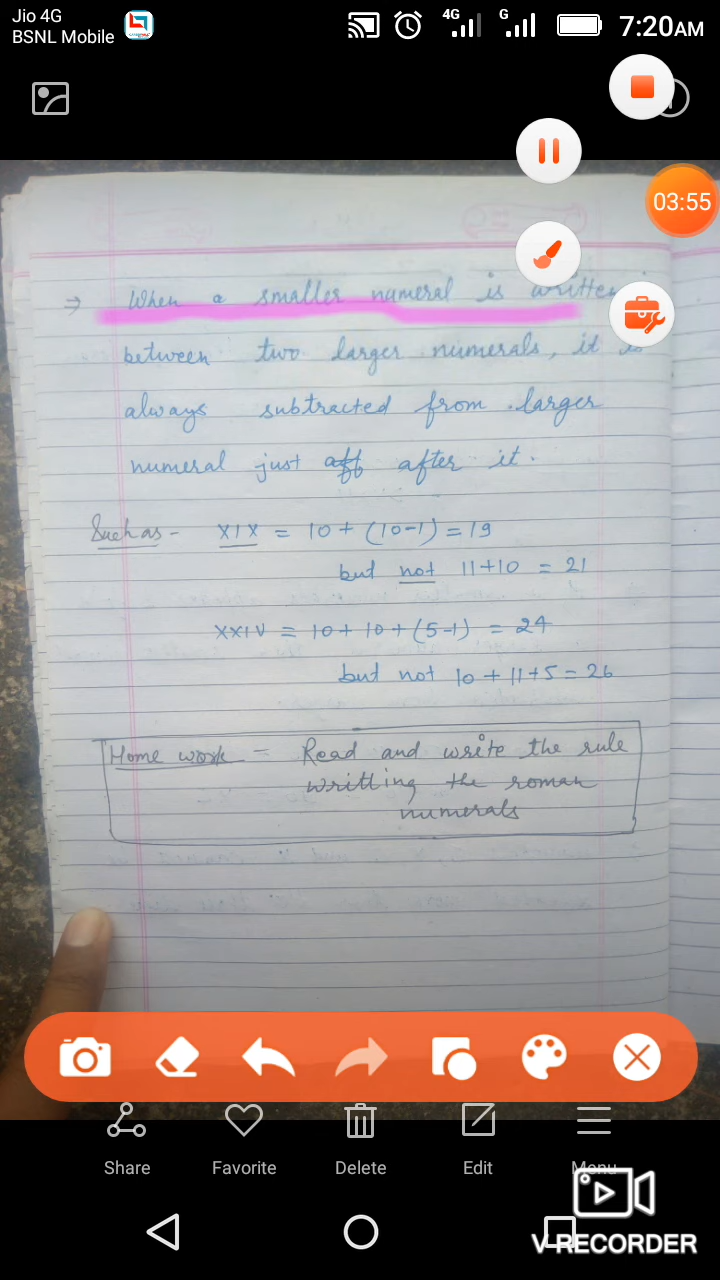 Jio 4G
BSNL Mobile
4G
G
7:20AM
03:55
→ When a smaller numeral is written
between two larger numerals, it is
always subtracted from larger
numeral just aff after it.
Such as - XIX = 10 + (10-1) = 19
but not 11+10 = 21
XXIV = 10 + 10 + (5-1) = 24
but not 10 + 11 + 5 = 26
Home work - Read and write the rule
writting the roman
numerals
Share Favorite Delete Edit Menu
V RECORDER